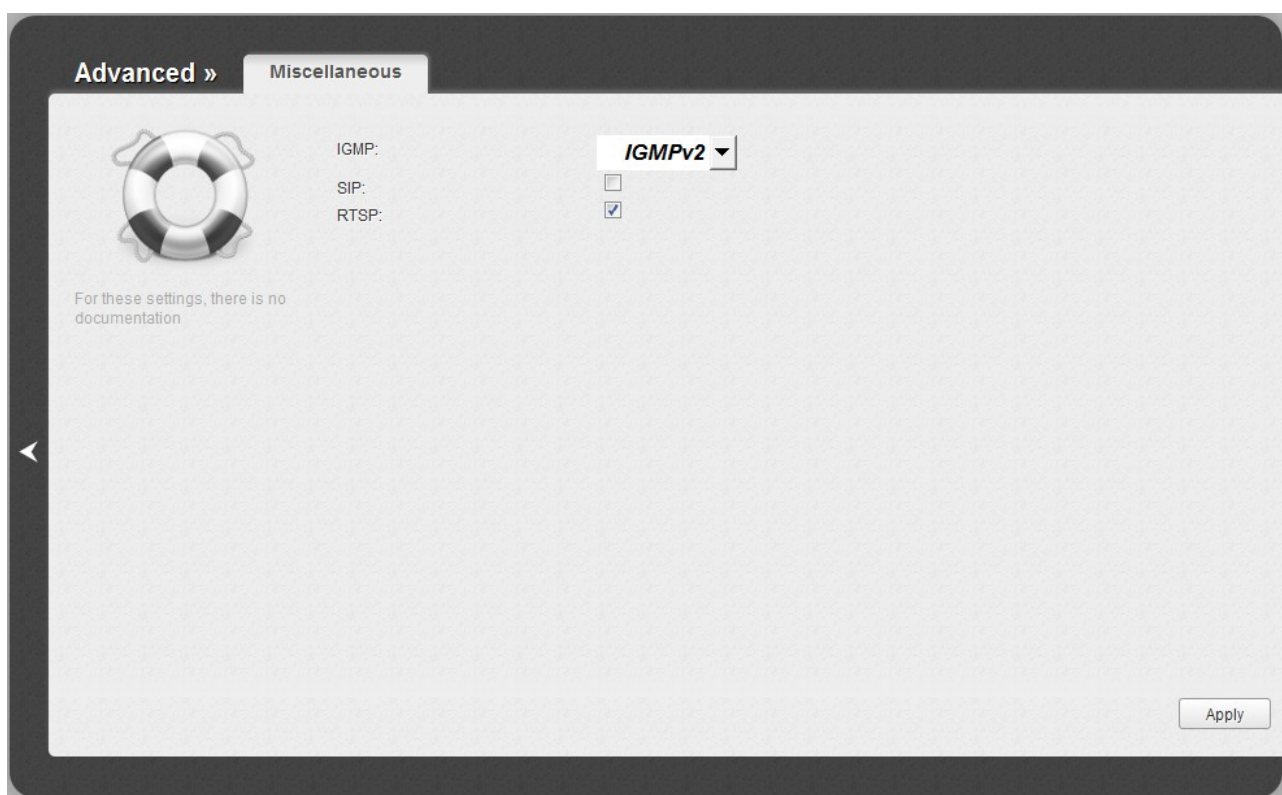 Advanced »
Miscellaneous
IGMP:
IGMPv2
SIP:
RTSP:
For these settings, there is no
documentation
Apply